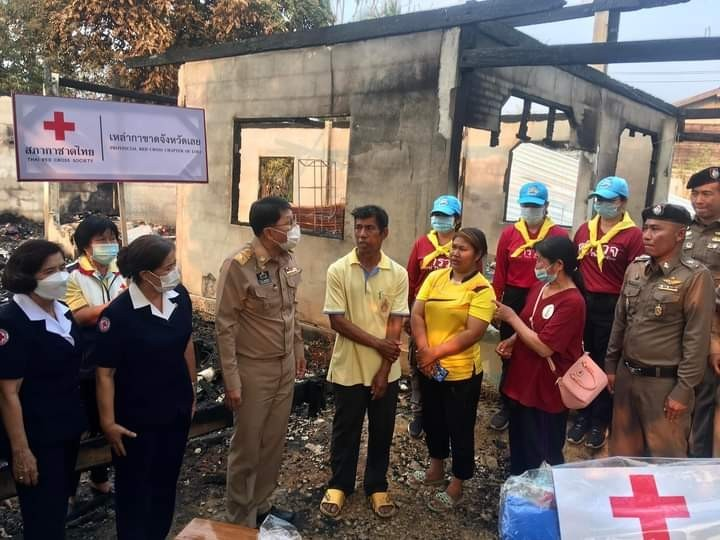 สภากาชาดไทย
THAI RED CROSS SOCIETY
เหล่ากาชาดจังหวัดเลย
PROVINCIAL RED CROSS CHAPTER OF LOEI